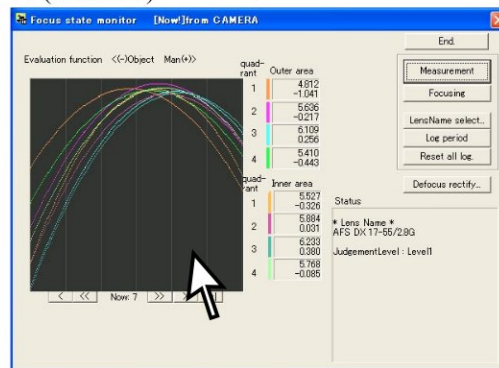 Focus state monitor [Now!]from CAMERA
End.
Evaluation function <(-)Object Man(+)>
quad-
rant Outer area
1 4.812
-1.041
2 5.636
-0.217
3 6.109
0.256
4 5.410
-0.443
quad-
rant Inner area
1 5.527
-0.326
2 5.884
0.031
3 6.233
0.380
4 5.768
-0.085
< << Now: 7 >>
Measurement
Focusing
LensName select..
Log period
Reset all log.
Defocus rectify...
Status
* Lens Name *
AFS DX 17-55/2.8G
JudgementLevel : Level1